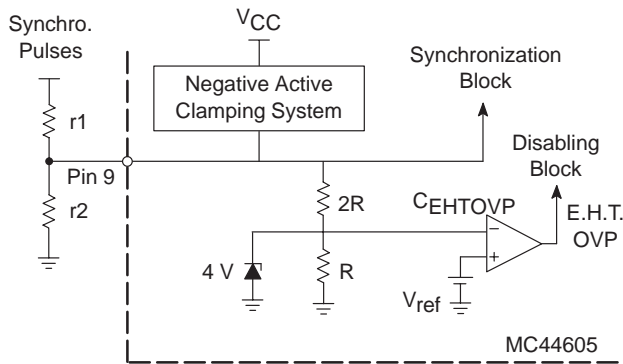 Synchro.
Pulses
VCC
Negative Active
Clamping System
Synchronization
Block
r1
Pin 9
r2
2R
R
4 V
CEHTOVP
Disabling
Block
E.H.T.
OVP
−
+
Vref
MC44605